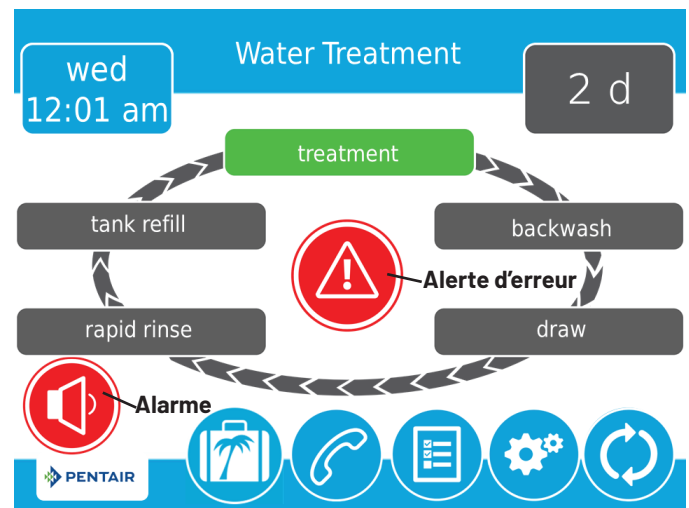 Water Treatment
wed
12:01 am
2 d
treatment
tank refill
backwash
Alerte d’erreur
rapid rinse
draw
Alarme
PENTAIR